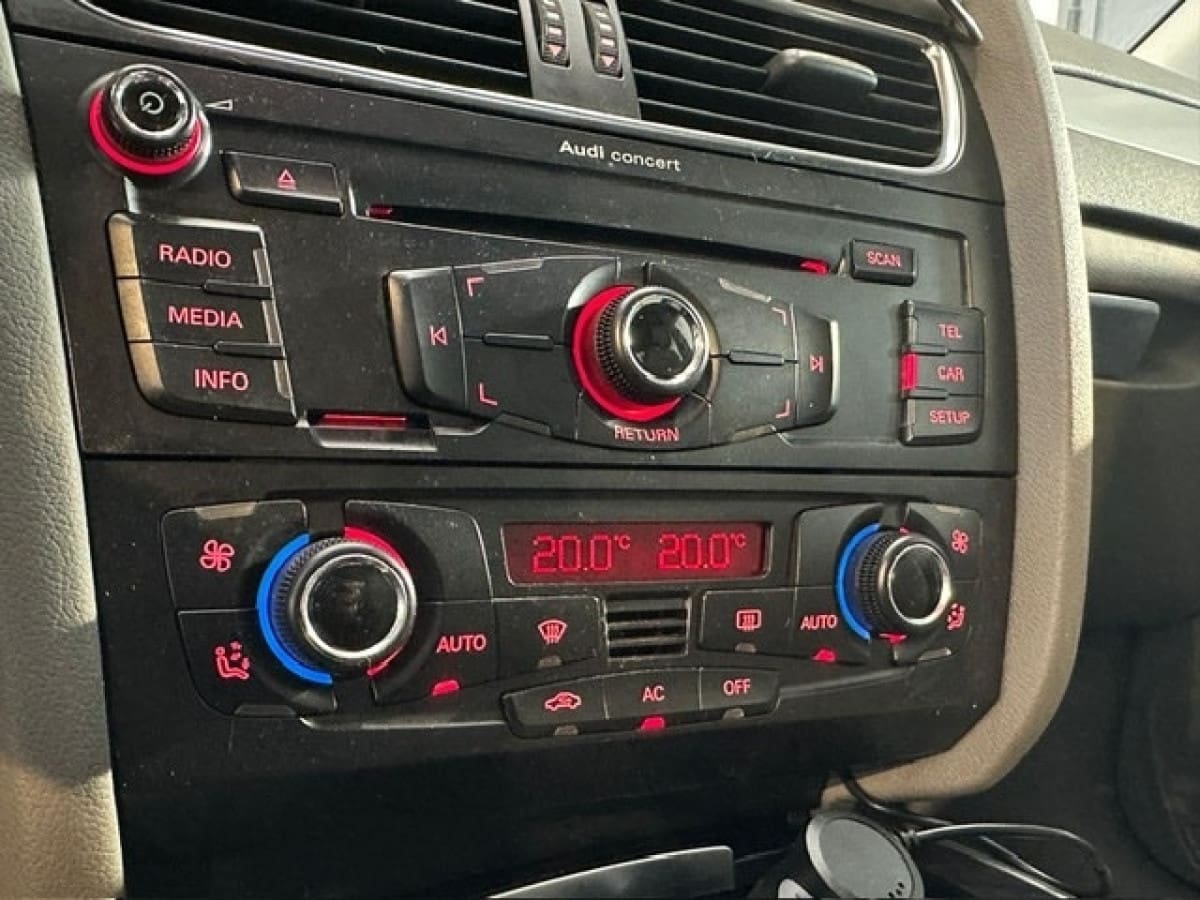 Audi concert
RADIO
SCAN
MEDIA
TEL
INFO
CAR
SETUP
RETURN
20.0°C 20.0°C
AUTO
AUTO
AC
OFF